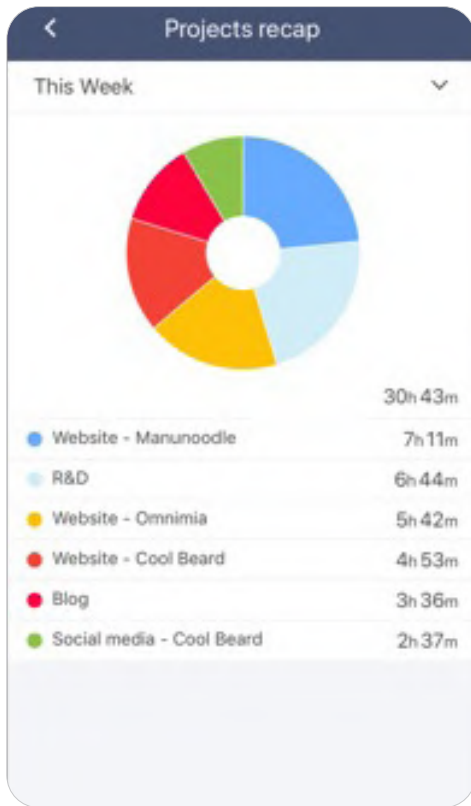 Projects recap
This Week
30h 43m
Website - Manunoodle 7h 11m
R&D 6h 44m
Website - Omnimia 5h 42m
Website - Cool Beard 4h 53m
Blog 3h 36m
Social media - Cool Beard 2h 37m